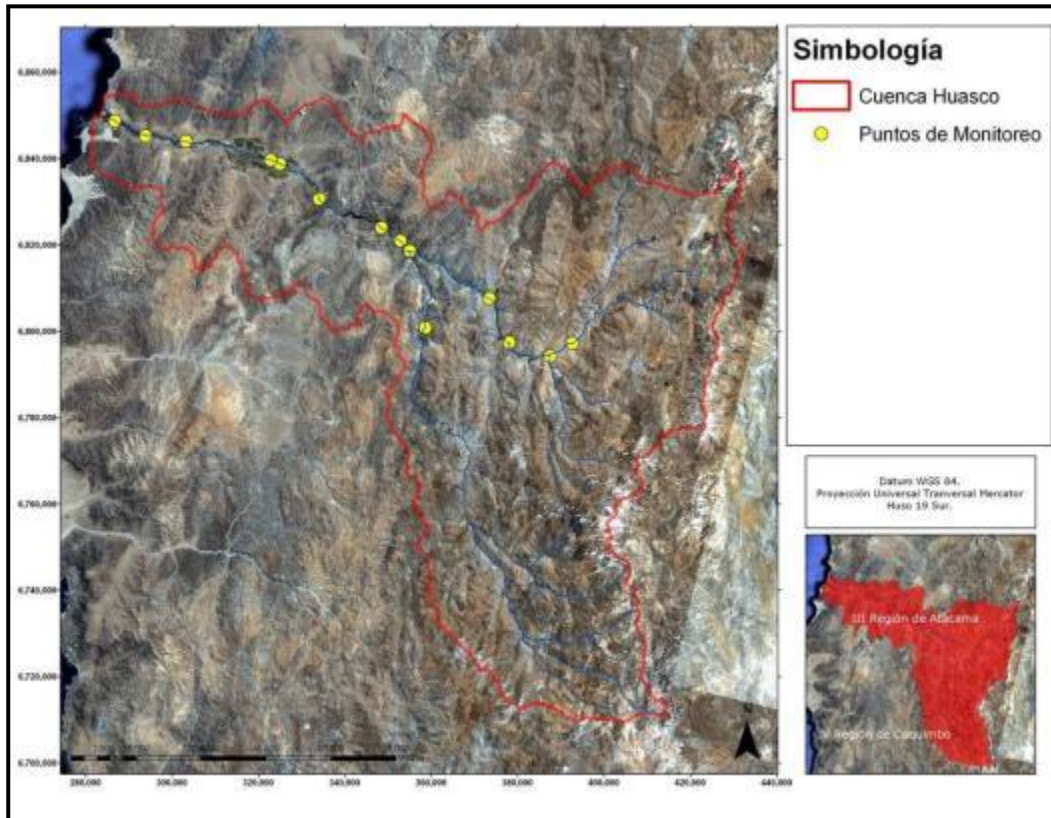 Simbología
Cuenca Huasco
Puntos de Monitoreo
6,860,000
6,840,000
6,820,000
6,800,000
6,780,000
6,760,000
6,740,000
6,720,000
6,700,000
280,000 300,000 320,000 340,000 360,000 380,000 400,000 420,000 440,000
Datum WGS 84.
Proyección Universal Tranversal Mercator
Huso 19 Sur.
III Región de Atacama
Región de Coquimbo